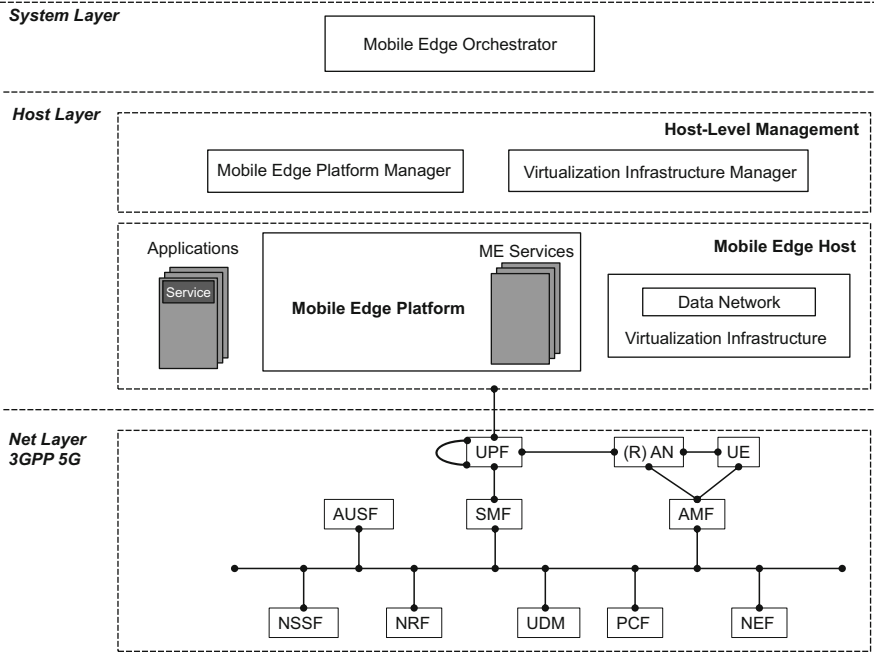 System Layer
Mobile Edge Orchestrator
Host Layer
Host-Level Management
Mobile Edge Platform Manager
Virtualization Infrastructure Manager
Applications
ME Services
Mobile Edge Host
Service
Mobile Edge Platform
Data Network
Virtualization Infrastructure
Net Layer
3GPP 5G
UPF
(R) AN
UE
AUSF
SMF
AMF
NSSF
NRF
UDM
PCF
NEF